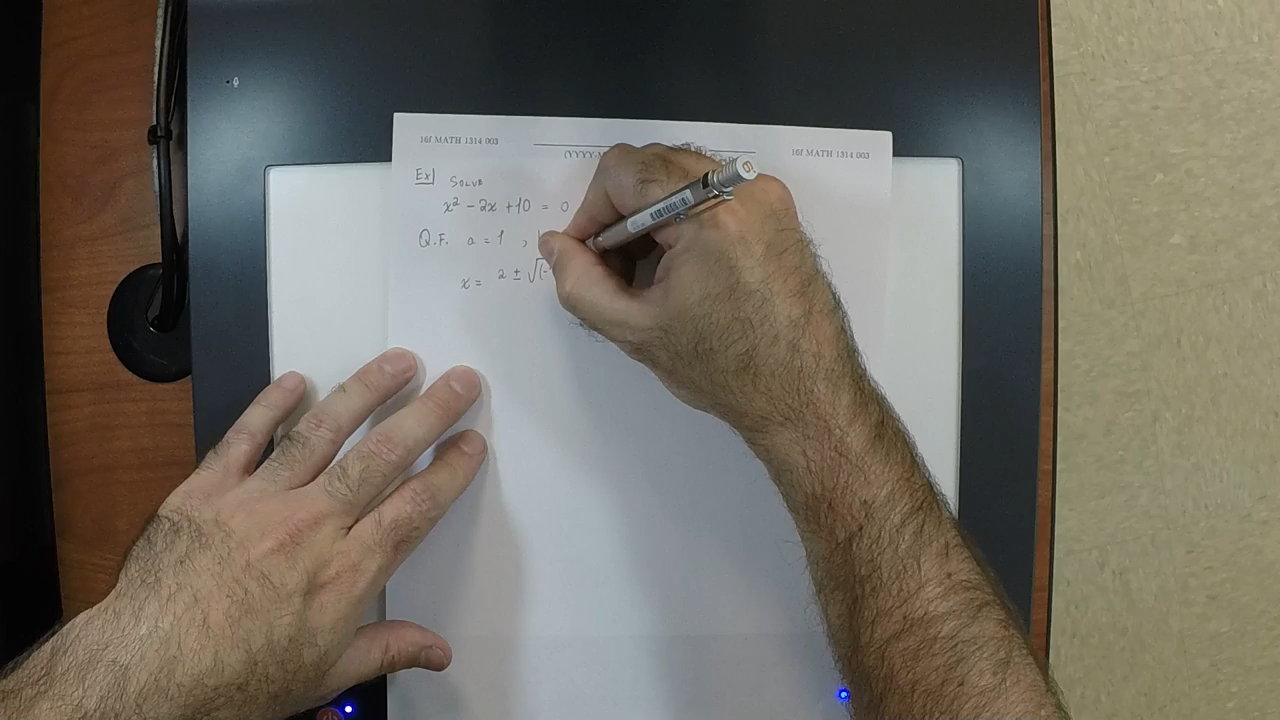 16f MATH 1314 003
16f MATH 1314 003
Ex] SOLVE
x² - 2x + 10 = 0
Q.F. a = 1 ,
x = 2 ± √(-